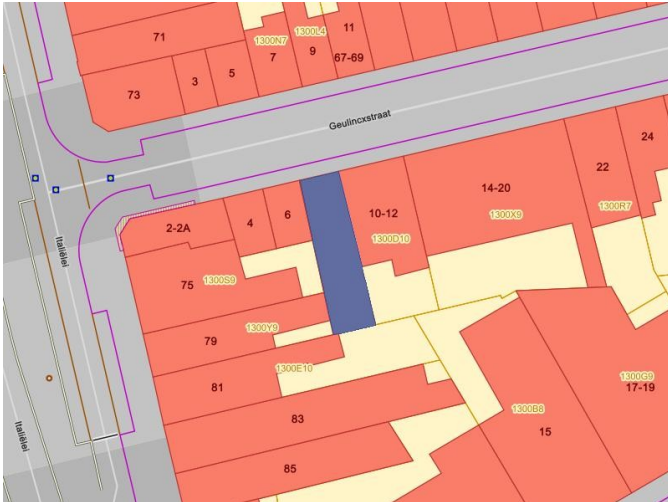 71
1300N7
1300L4
11
73
3
5
7
9
67-69
Geulincxstraat
24
22
14-20
10-12
1300X9
1300R7
1300D10
6
4
2-2A
Italiëlei
75
1300S9
79
1300Y9
81
1300E10
83
85
1300B8
15
1300G9
17-19
Italiëlei